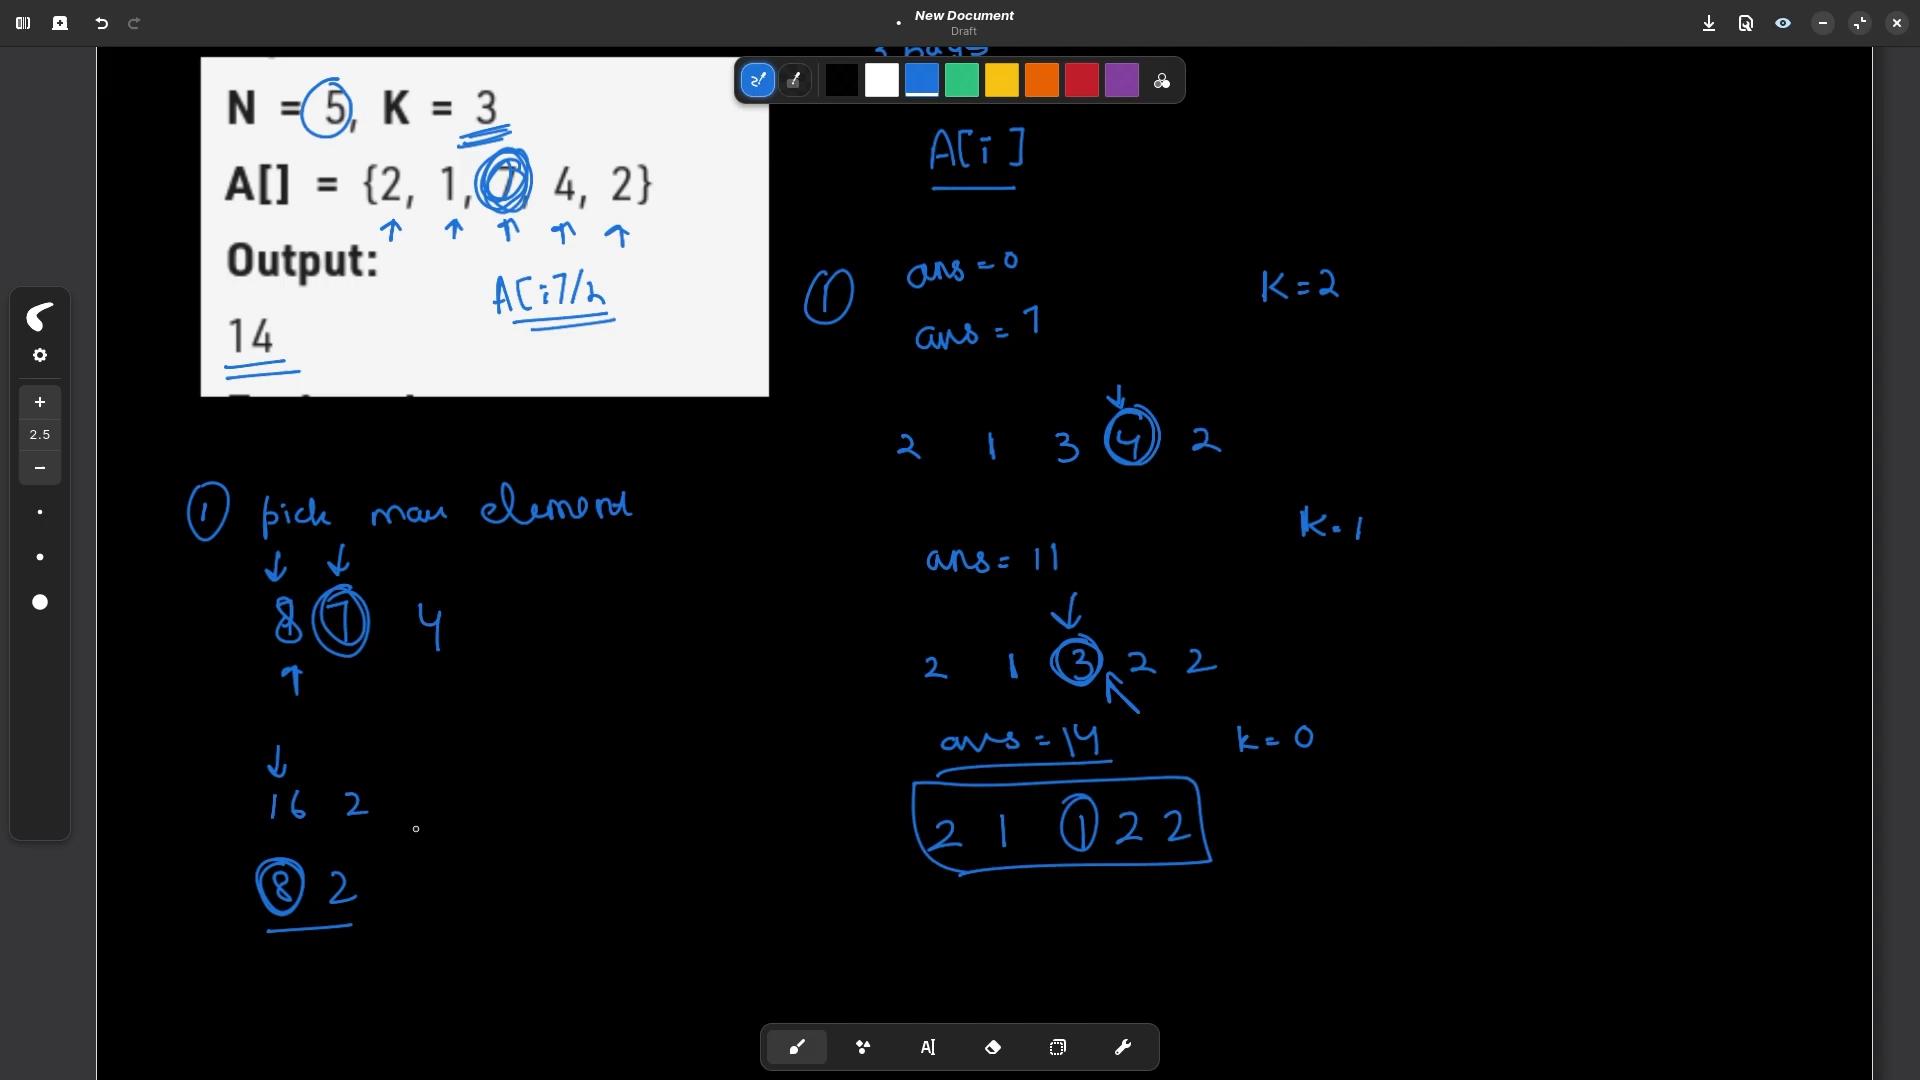 New Document
Draft
N = 5, K = 3
A[] = {2, 1, 7, 4, 2}
Output:
A[i]/2
14
2.5
① pick max element
8 7 4
16 2
8 2
A[i]
① ans = 0
K = 2
ans = 7
2 1 3 4 2
K = 1
ans = 11
2 1 3 2 2
ans = 14
k = 0
2 1 1 2 2